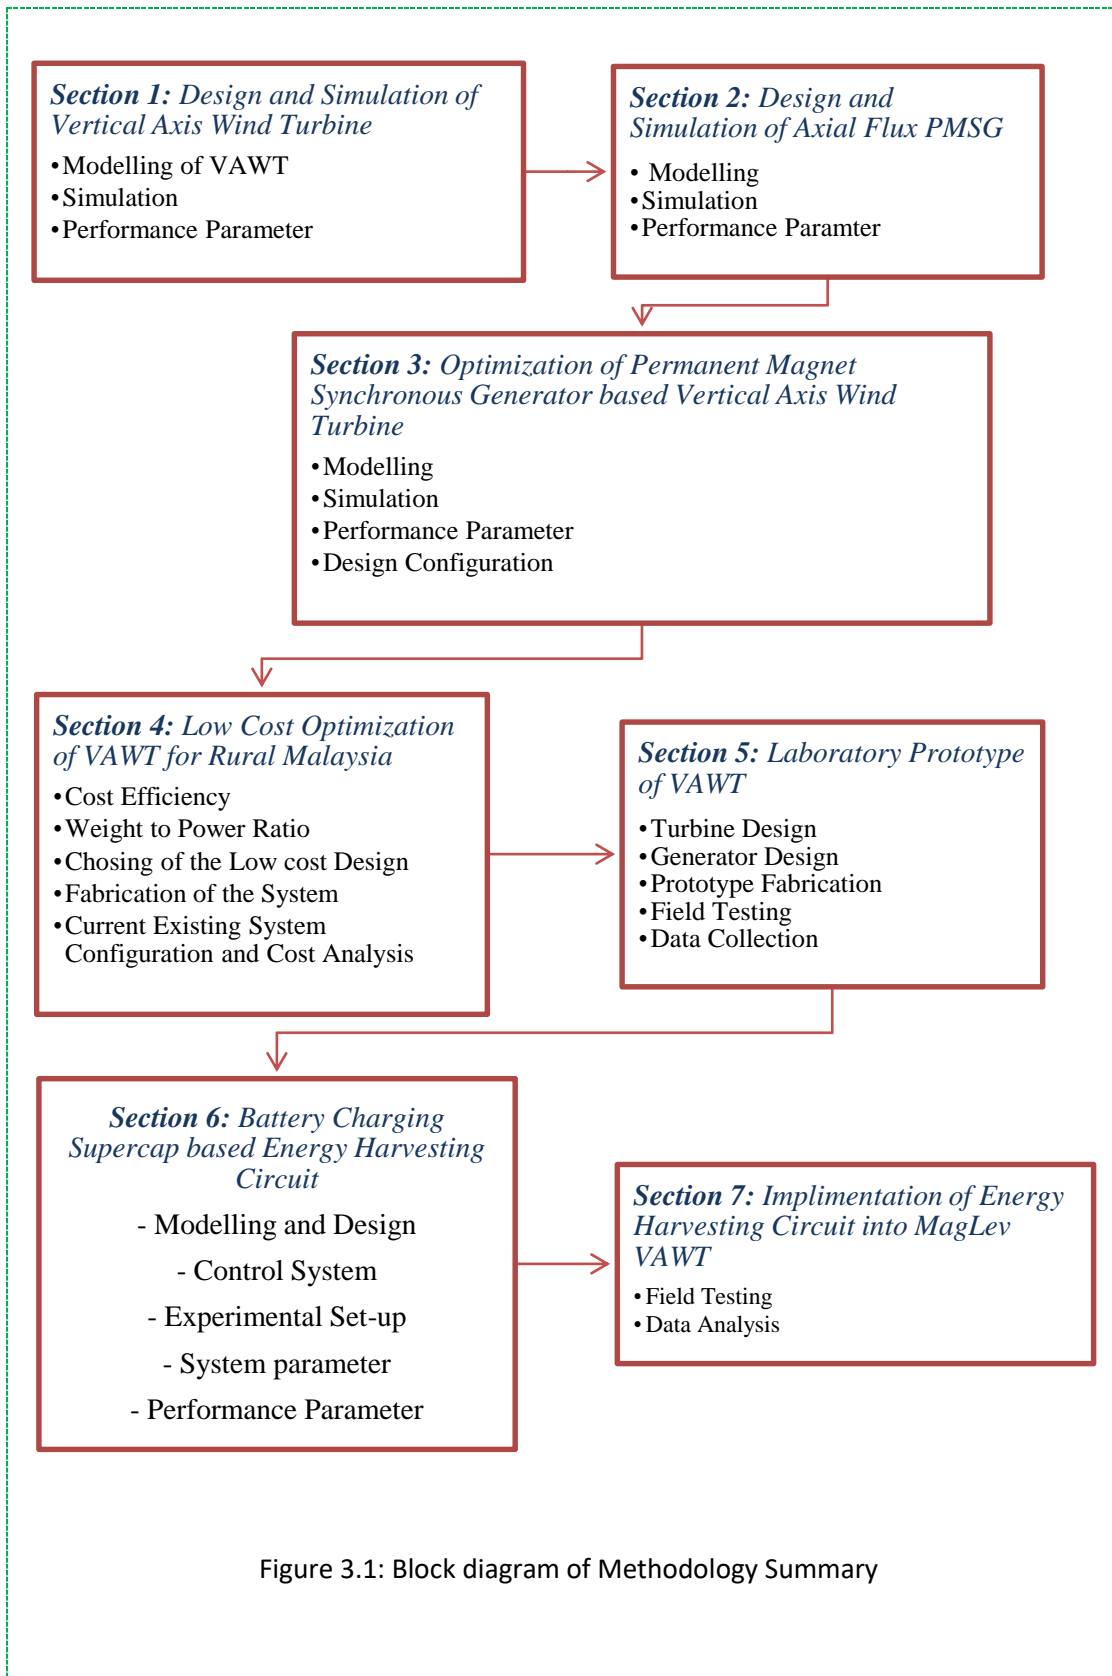 Section 1: Design and Simulation of
Vertical Axis Wind Turbine
•Modelling of VAWT
•Simulation
•Performance Parameter
Section 2: Design and
Simulation of Axial Flux PMSG
• Modelling
•Simulation
•Performance Paramter
Section 3: Optimization of Permanent Magnet
Synchronous Generator based Vertical Axis Wind
Turbine
•Modelling
•Simulation
•Performance Parameter
•Design Configuration
Section 4: Low Cost Optimization
of VAWT for Rural Malaysia
•Cost Efficiency
•Weight to Power Ratio
•Chosing of the Low cost Design
•Fabrication of the System
•Current Existing System
Configuration and Cost Analysis
Section 5: Laboratory Prototype
of VAWT
•Turbine Design
•Generator Design
•Prototype Fabrication
•Field Testing
•Data Collection
Section 6: Battery Charging
Supercap based Energy Harvesting
Circuit
- Modelling and Design
- Control System
- Experimental Set-up
- System parameter
- Performance Parameter
Section 7: Implimentation of Energy
Harvesting Circuit into MagLev
VAWT
•Field Testing
•Data Analysis
Figure 3.1: Block diagram of Methodology Summary